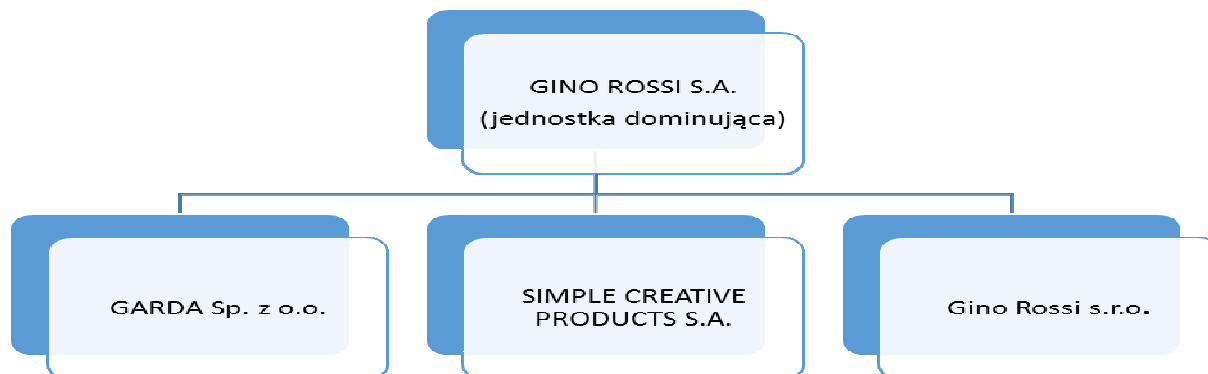 GINO ROSSI S.A.
(jednostka dominująca)
GARDA Sp. z o.o.
SIMPLE CREATIVE
PRODUCTS S.A.
Gino Rossi s.r.o.